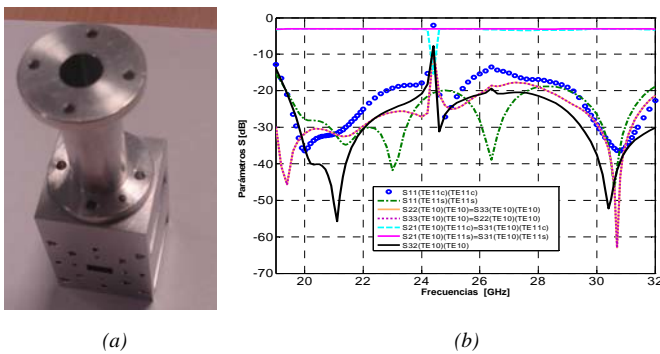 0
-10
-20
-30
-40
-50
-60
-70
Parámetros S [dB]
20 22 24 26 28 30 32
Frecuencias [GHz]
S11(TE11c)(TE11c)
S11(TE11s)(TE11s)
S22(TE10)(TE10)=S33(TE10)(TE10)
S33(TE10)(TE10)=S22(TE10)(TE10)
S21(TE10)(TE11c)=S31(TE10)(TE11c)
S21(TE10)(TE11s)=S31(TE10)(TE11s)
S32(TE10)(TE10)
(a) (b)